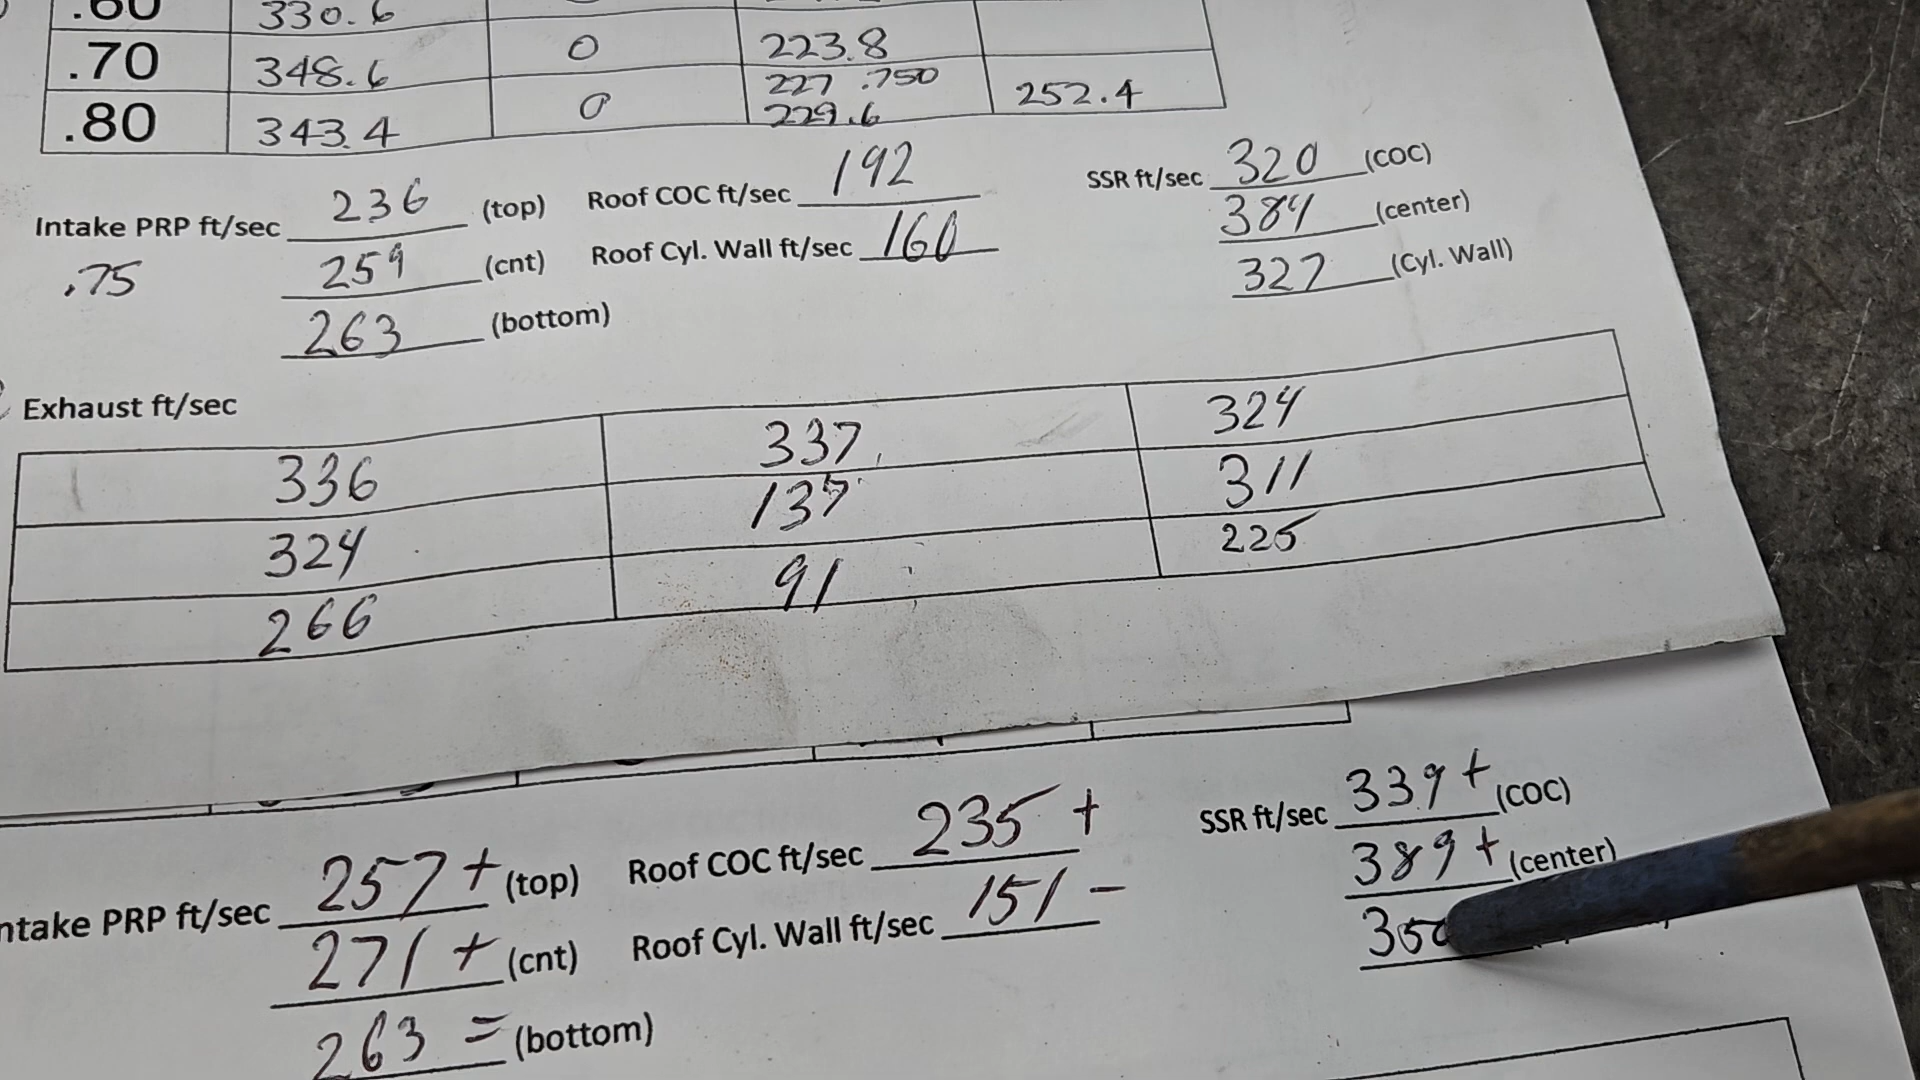 .60 330.6
.70 348.6 0 223.8
.80 343.4 0 227 .750 229.6 252.4
Intake PRP ft/sec 236 (top) Roof COC ft/sec 192 SSR ft/sec 320 (COC)
.75 259 (cnt) Roof Cyl. Wall ft/sec 160 384 (center)
263 (bottom) 327 (Cyl. Wall)
Exhaust ft/sec
336 337 324
324 137 311
266 91 225
ntake PRP ft/sec 257+ (top) Roof COC ft/sec 235+ SSR ft/sec 339+ (COC)
271+ (cnt) Roof Cyl. Wall ft/sec 151- 389+ (center)
263 = (bottom)